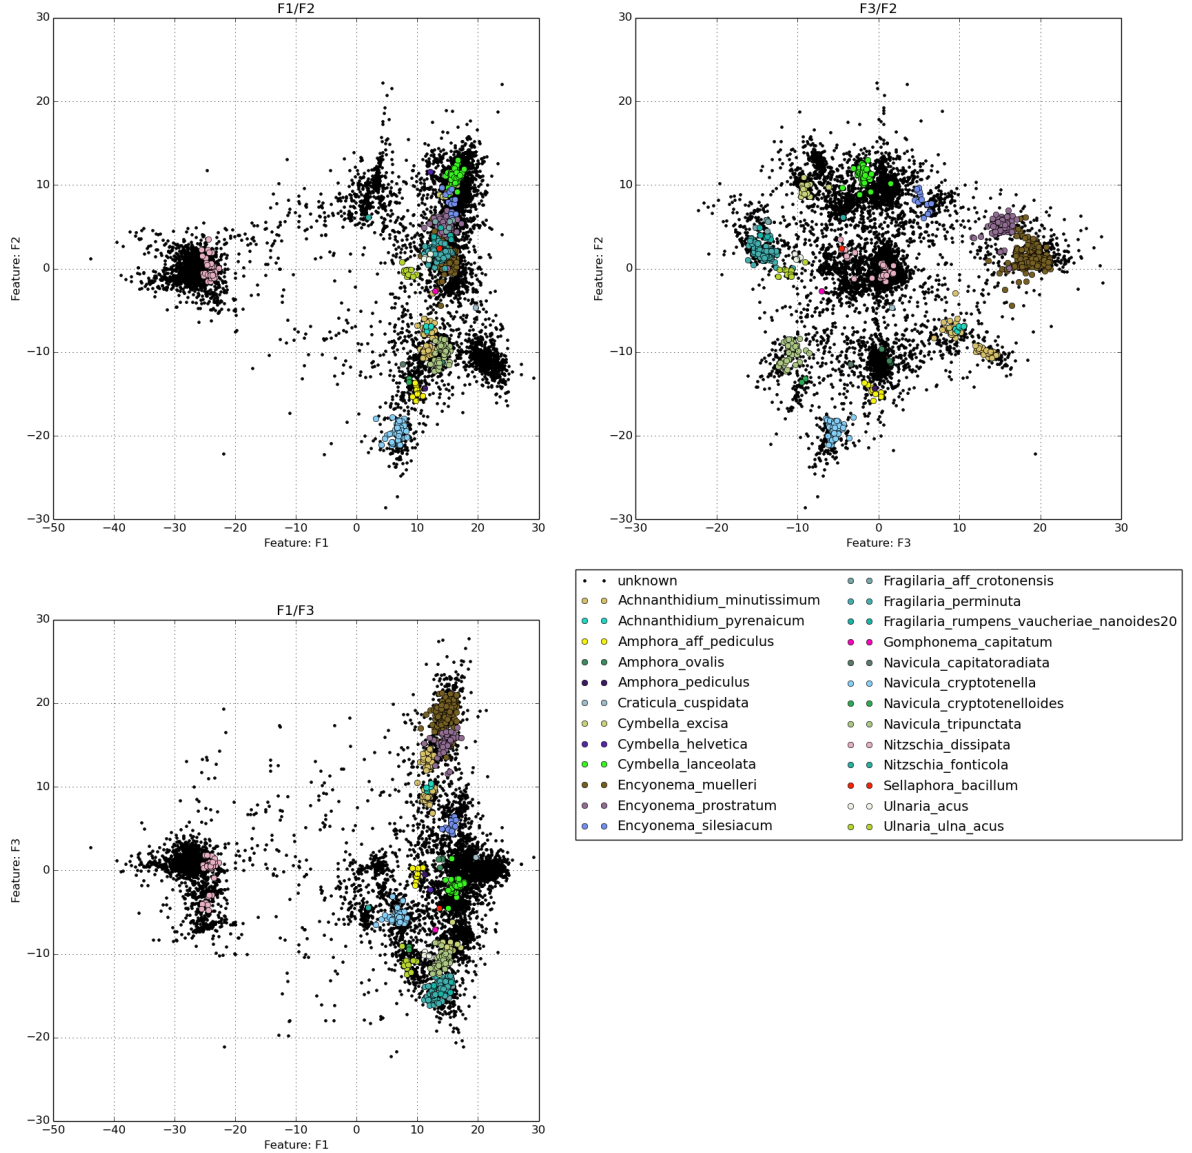 F1/F2
30
20
10
0
−10
−20
−30
−50 −40 −30 −20 −10 0 10 20 30
Feature: F2
Feature: F1
F3/F2
30
20
10
0
−10
−20
−30
−30 −20 −10 0 10 20 30
Feature: F2
Feature: F3
F1/F3
30
20
10
0
−10
−20
−30
−50 −40 −30 −20 −10 0 10 20 30
Feature: F3
Feature: F1
unknown
Achnanthidium_minutissimum
Achnanthidium_pyrenaicum
Amphora_aff_pediculus
Amphora_ovalis
Amphora_pediculus
Craticula_cuspidata
Cymbella_excisa
Cymbella_helvetica
Cymbella_lanceolata
Encyonema_muelleri
Encyonema_prostratum
Encyonema_silesiacum
Fragilaria_aff_crotonensis
Fragilaria_perminuta
Fragilaria_rumpens_vaucheriae_nanoides20
Gomphonema_capitatum
Navicula_capitatoradiata
Navicula_cryptotenella
Navicula_cryptotenelloides
Navicula_tripunctata
Nitzschia_dissipata
Nitzschia_fonticola
Sellaphora_bacillum
Ulnaria_acus
Ulnaria_ulna_acus